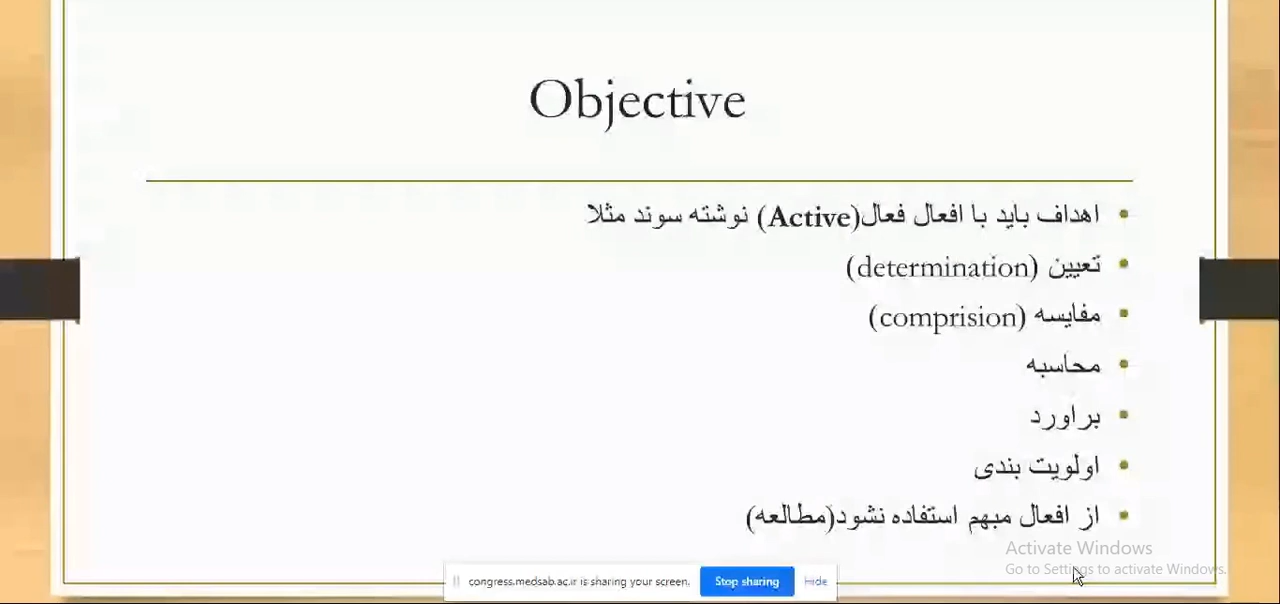 Objective
اهداف باید با افعال فعال(Active) نوشته سوند مثلا
تعیین (determination)
مفایسه (comprision)
محاسبه
براورد
اولویت بندی
از افعال مبهم استفاده نشود(مطالعه)
Activate Windows
Go to Settings to activate Windows.
congress.medsab.ac.ir is sharing your screen.
Stop sharing
Hide